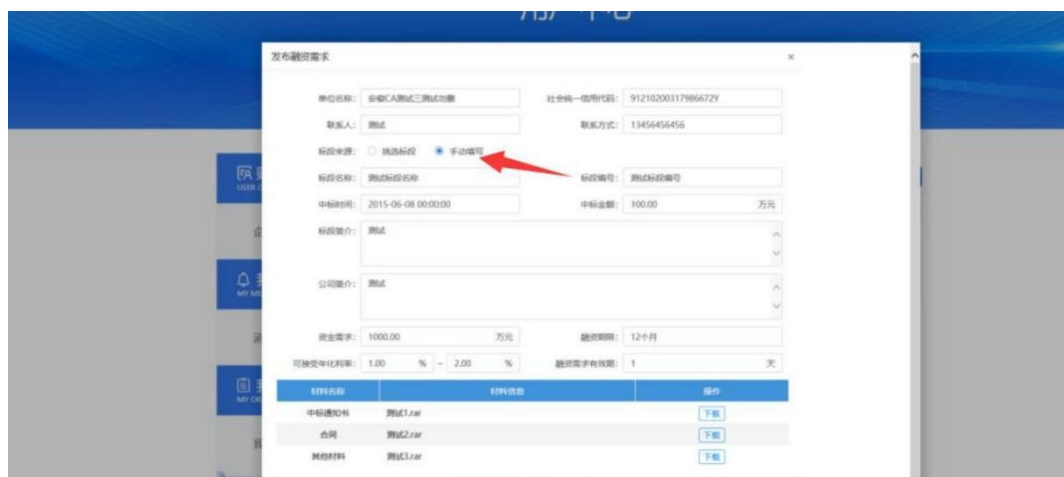 用户中心
发布融资需求 ×
单位名称: 安徽CA测试三测试勿删 社会统一信用代码: 91210200317986672Y
联系人: 测试 联系方式: 13456456456
标段来源: 挑选标段 手动填写
标段名称: 测试标段名称 标段编号: 测试标段编号
中标时间: 2015-06-08 00:00:00 中标金额: 100.00 万元
标段简介: 测试
公司简介: 测试
资金需求: 1000.00 万元 融资期限: 12个月
可接受年化利率: 1.00 % ~ 2.00 % 融资需求有效期: 1 天
材料名称 材料信息 操作
中标通知书 测试1.rar 下载
合同 测试2.rar 下载
其他材料 测试3.rar 下载